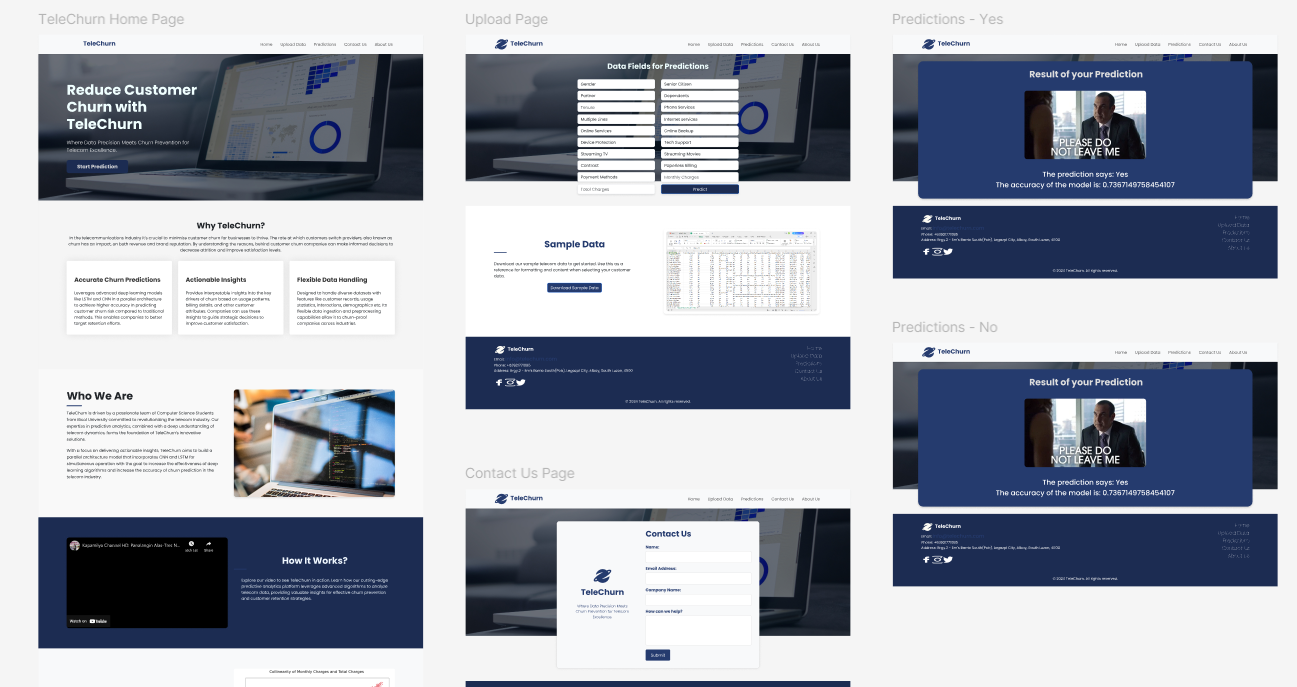 TeleChurn Home Page
TeleChurn
Home Upload Data Predictions Contact Us About Us
Reduce Customer
Churn with
TeleChurn
Where Data Precision Meets Churn Prevention for
Telecom Excellence.
Start Prediction
Why TeleChurn?
In the telecommunications industry it's crucial to minimize customer churn for businesses to thrive. The rate at which customers switch providers, also known as
churn has an impact, on both revenue and brand reputation. By understanding the reasons, behind customer churn companies can make informed decisions to
decrease attrition and improve satisfaction levels.
Accurate Churn Predictions
Leverages advanced deep learning models
like LSTM and CNN in a parallel architecture
to achieve higher accuracy in predicting
customer churn risk compared to traditional
methods. This enables companies to better
target retention efforts.
Actionable Insights
Provides interpretable insights into the key
drivers of churn based on usage patterns,
billing details, and other customer
attributes. Companies can use these
insights to guide strategic decisions to
improve customer satisfaction.
Flexible Data Handling
Designed to handle diverse datasets with
features like customer records, usage
statistics, interactions, demographics etc. Its
flexible data ingestion and preprocessing
capabilities allow it to churn-proof
companies across industries.
Who We Are
TeleChurn is driven by a passionate team of Computer Science Students
from Bicol University committed to revolutionizing the telecom industry. Our
expertise in predictive analytics, combined with a deep understanding of
telecom dynamics, forms the foundation of TeleChurn's innovative
solutions.
With a focus on delivering actionable insights, TeleChurn aims to build a
parallel architecture model that incorporates CNN and LSTM for
simultaneous operation with the goal to increase the effectiveness of deep
learning algorithms and increase the accuracy of churn prediction in the
telecom industry.
Kapamilya Channel HD: Panatangin Alas-Tres N...
Share
Watch on YouTube
How It Works?
Explore our video to see TeleChurn in action. Learn how our cutting-edge
predictive analytics platform leverages advanced algorithms to analyze
telecom data, providing valuable insights for effective churn prevention
and customer retention strategies.
Collinearity of Monthly Charges and Total Charges
Upload Page
TeleChurn
Home Upload Data Predictions Contact Us About Us
Data Fields for Predictions
Gender Senior Citizen
Partner Dependents
Tenure Phone Services
Multiple Lines Internet Services
Online Services Online Backup
Device Protection Tech Support
Streaming TV Streaming Movies
Contract Paperless Billing
Payment Methods Monthly Charges
Total Charges Predict
Sample Data
Download our sample telecom data to get started. Use this as a
reference for formatting and content when selecting your customer
data.
Download Sample Data
TeleChurn
Email:
Home
Upload Data
Predictions
Contact Us
About Us
© 2024 TeleChurn. All rights reserved.
Contact Us Page
TeleChurn
Home Upload Data Predictions Contact Us About Us
TeleChurn
Where Data Precision Meets
Churn Prevention for Telecom
Excellence.
Contact Us
Name:
Email Address:
Company Name:
How can we help?
Submit
Predictions - Yes
TeleChurn
Home Upload Data Predictions Contact Us About Us
Result of your Prediction
PLEASE DO
NOT LEAVE ME
The prediction says: Yes
The accuracy of the model is: 0.7367149758454107
TeleChurn
Email:
Home
Upload Data
Predictions
Contact Us
About Us
© 2024 TeleChurn. All rights reserved.
Predictions - No
TeleChurn
Home Upload Data Predictions Contact Us About Us
Result of your Prediction
PLEASE DO
NOT LEAVE ME
The prediction says: Yes
The accuracy of the model is: 0.7367149758454107
TeleChurn
Email:
Home
Upload Data
Predictions
Contact Us
About Us
© 2024 TeleChurn. All rights reserved.